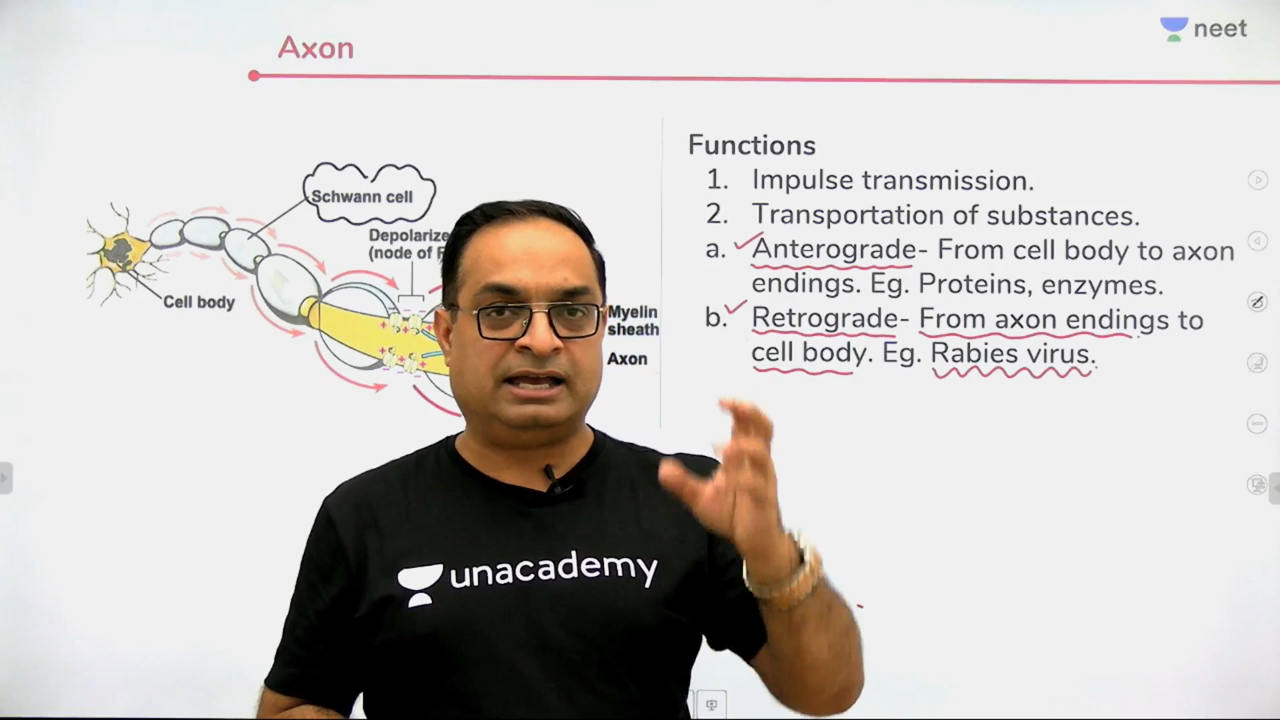 Axon
neet
Functions
1. Impulse transmission.
2. Transportation of substances.
a. Anterograde- From cell body to axon
endings. Eg. Proteins, enzymes.
b. Retrograde- From axon endings to
cell body. Eg. Rabies virus.
Schwann cell
(node of
Cell body
Myelin
sheath
Axon
unacademy